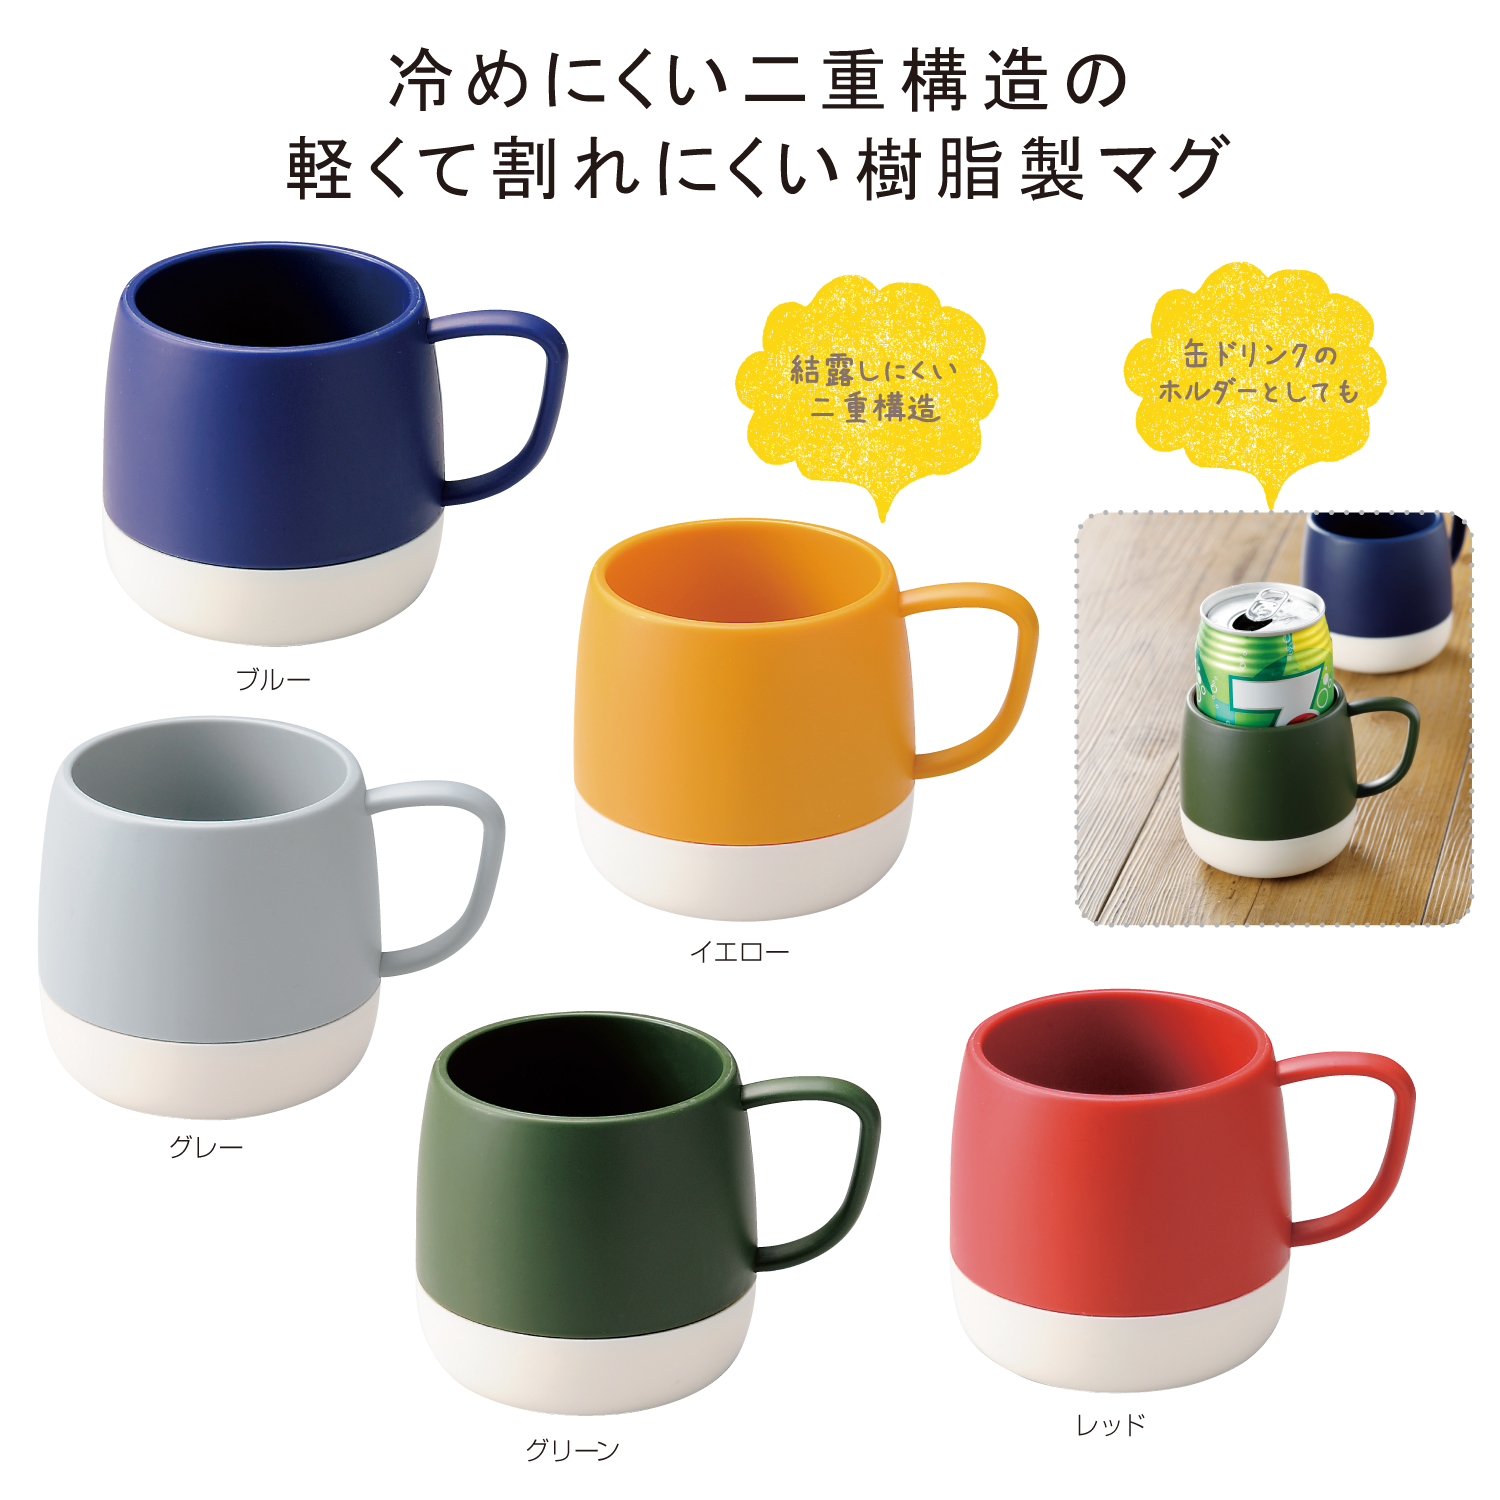 冷めにくい二重構造の
軽くて割れにくい樹脂製マグ
結露しにくい
二重構造
缶ドリンクの
ホルダーとしても
ブルー
イエロー
グレー
グリーン
レッド